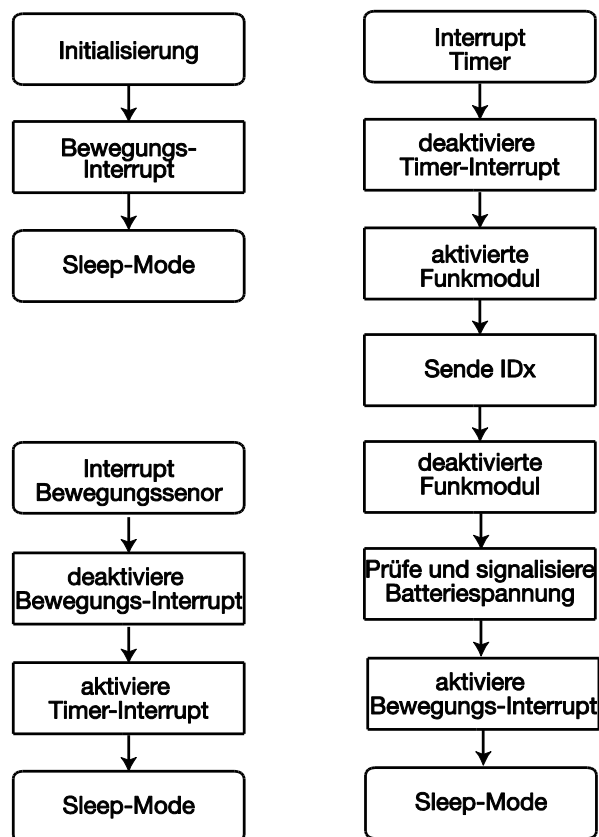 Initialisierung
Bewegungs-
Interrupt
Sleep-Mode
Interrupt
Bewegungssenor
deaktiviere
Bewegungs-Interrupt
aktiviere
Timer-Interrupt
Sleep-Mode
Interrupt
Timer
deaktiviere
Timer-Interrupt
aktivierte
Funkmodul
Sende IDx
deaktivierte
Funkmodul
Prüfe und signalisiere
Batteriespannung
aktiviere
Bewegungs-Interrupt
Sleep-Mode